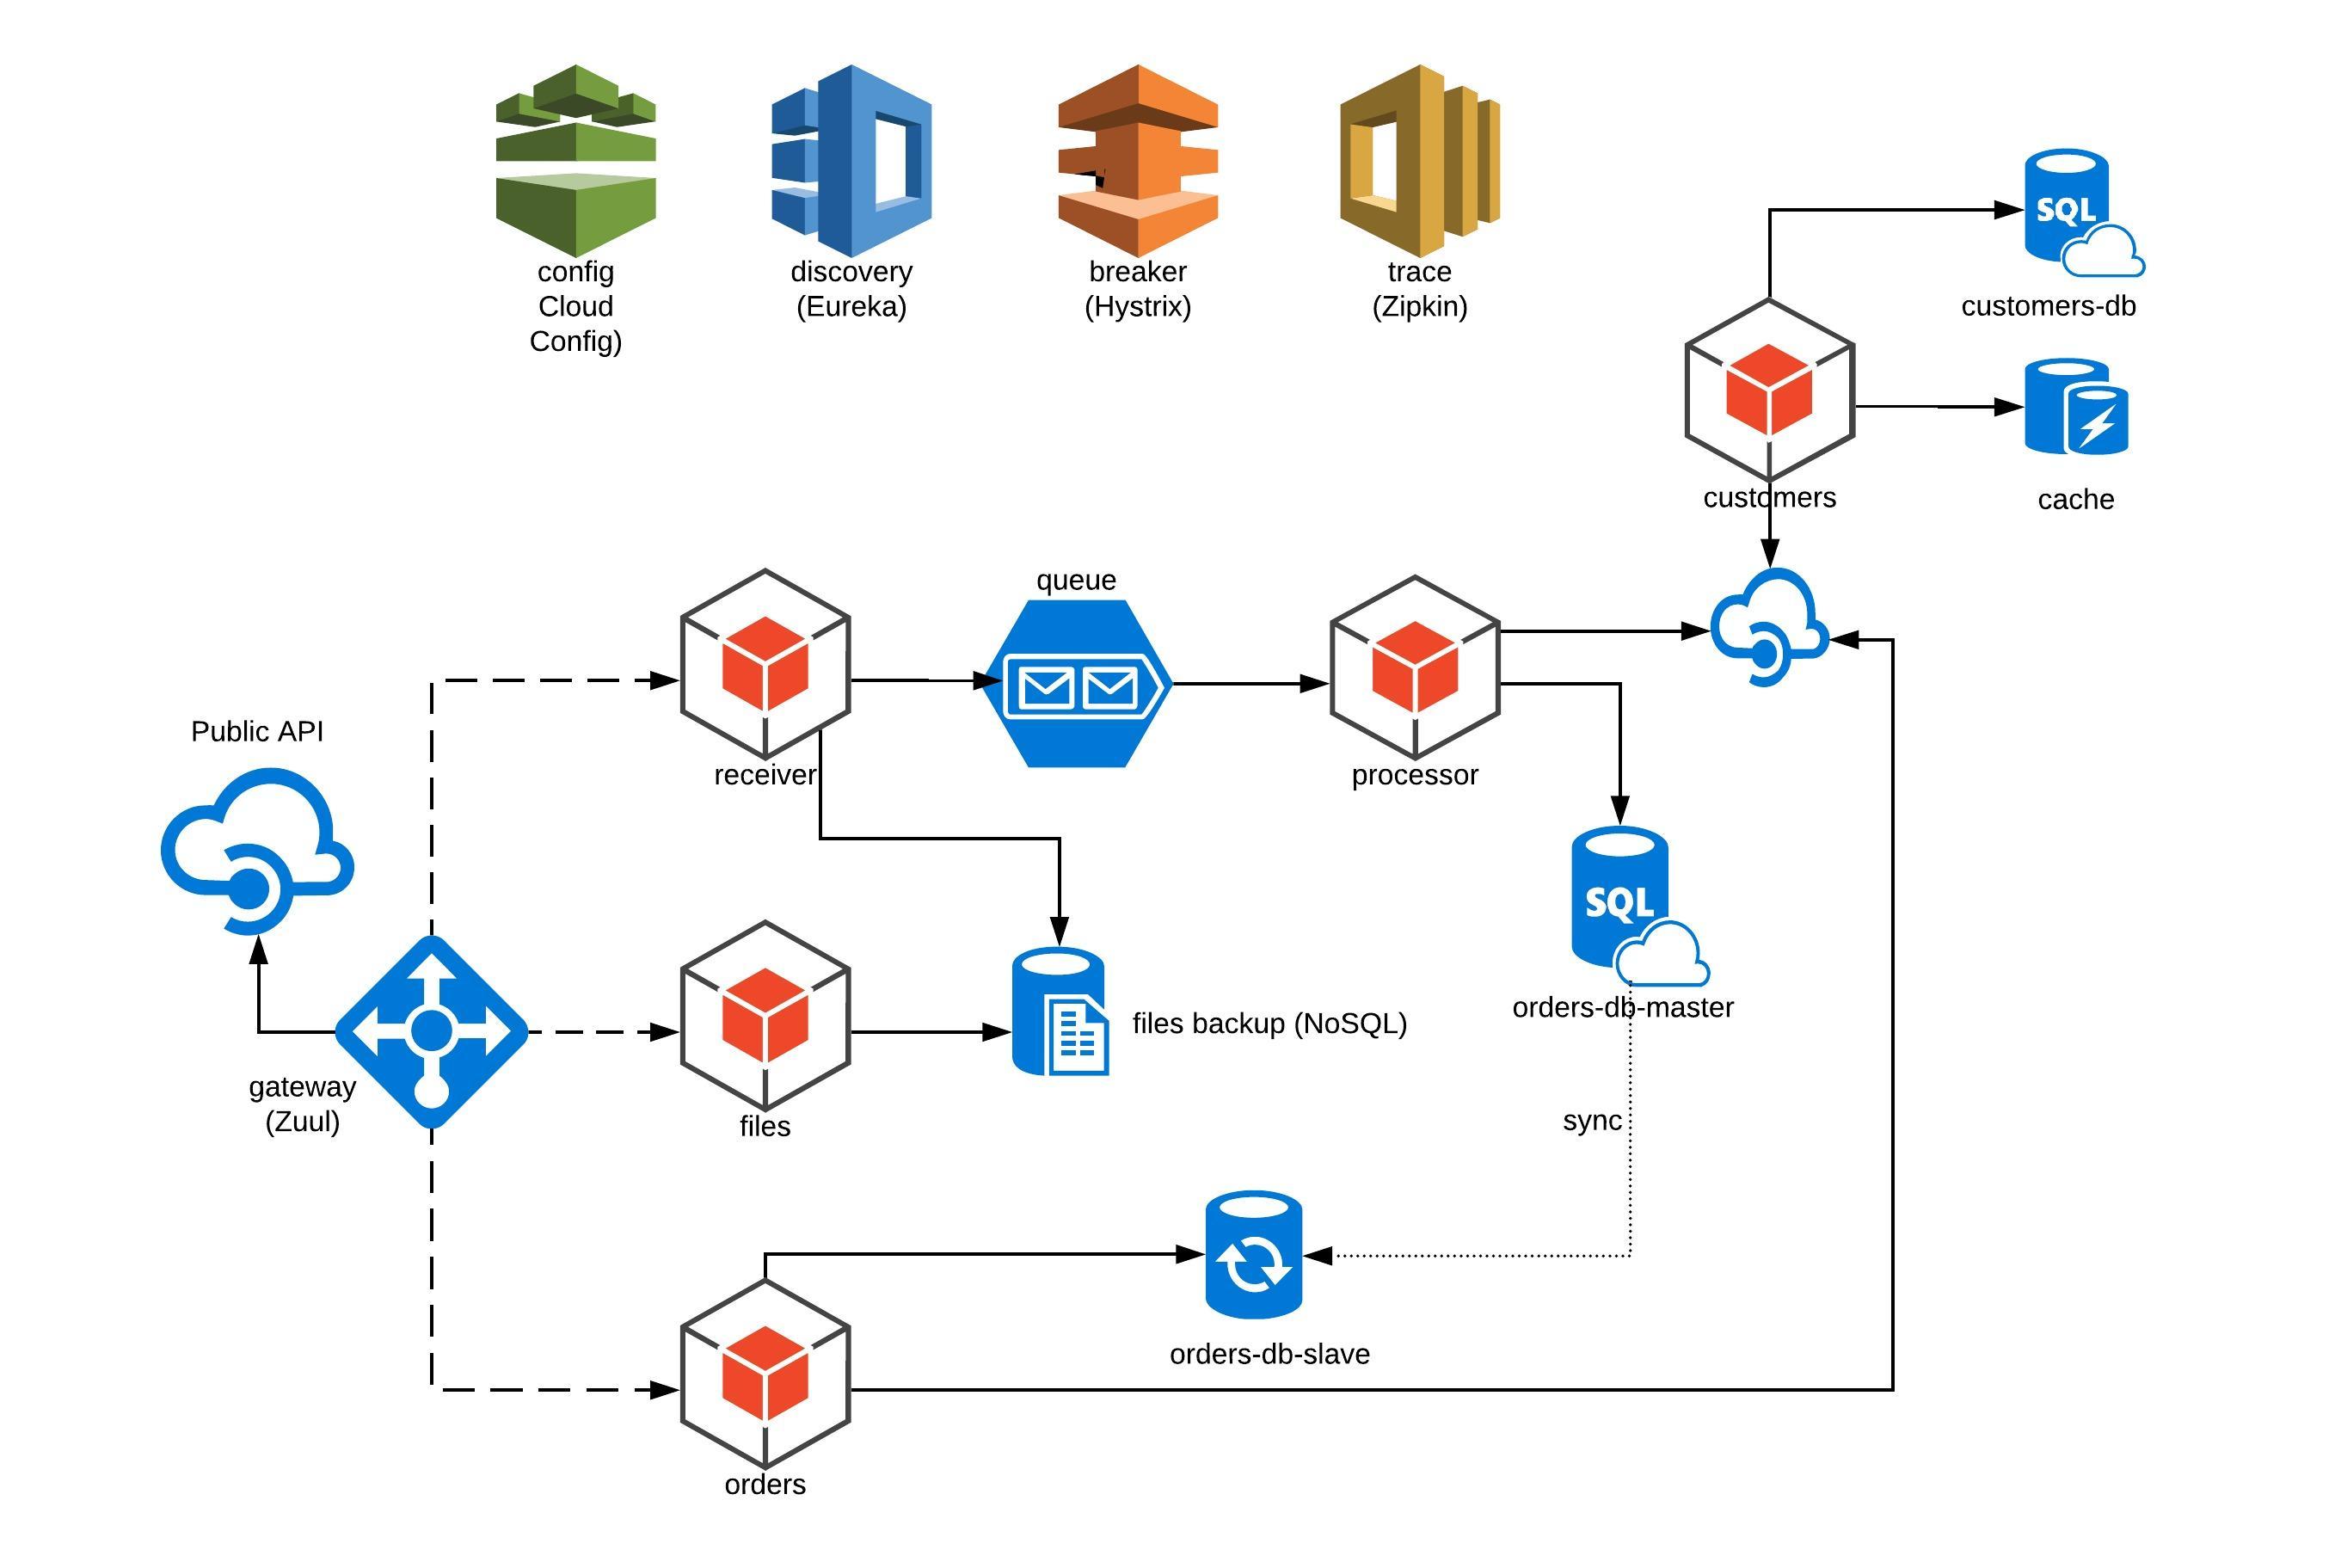 config
Cloud
Config)
discovery
(Eureka)
breaker
(Hystrix)
trace
(Zipkin)
SQL
customers-db
customers
cache
queue
receiver
processor
Public API
SQL
orders-db-master
files backup (NoSQL)
gateway
(Zuul)
files
sync
orders-db-slave
orders